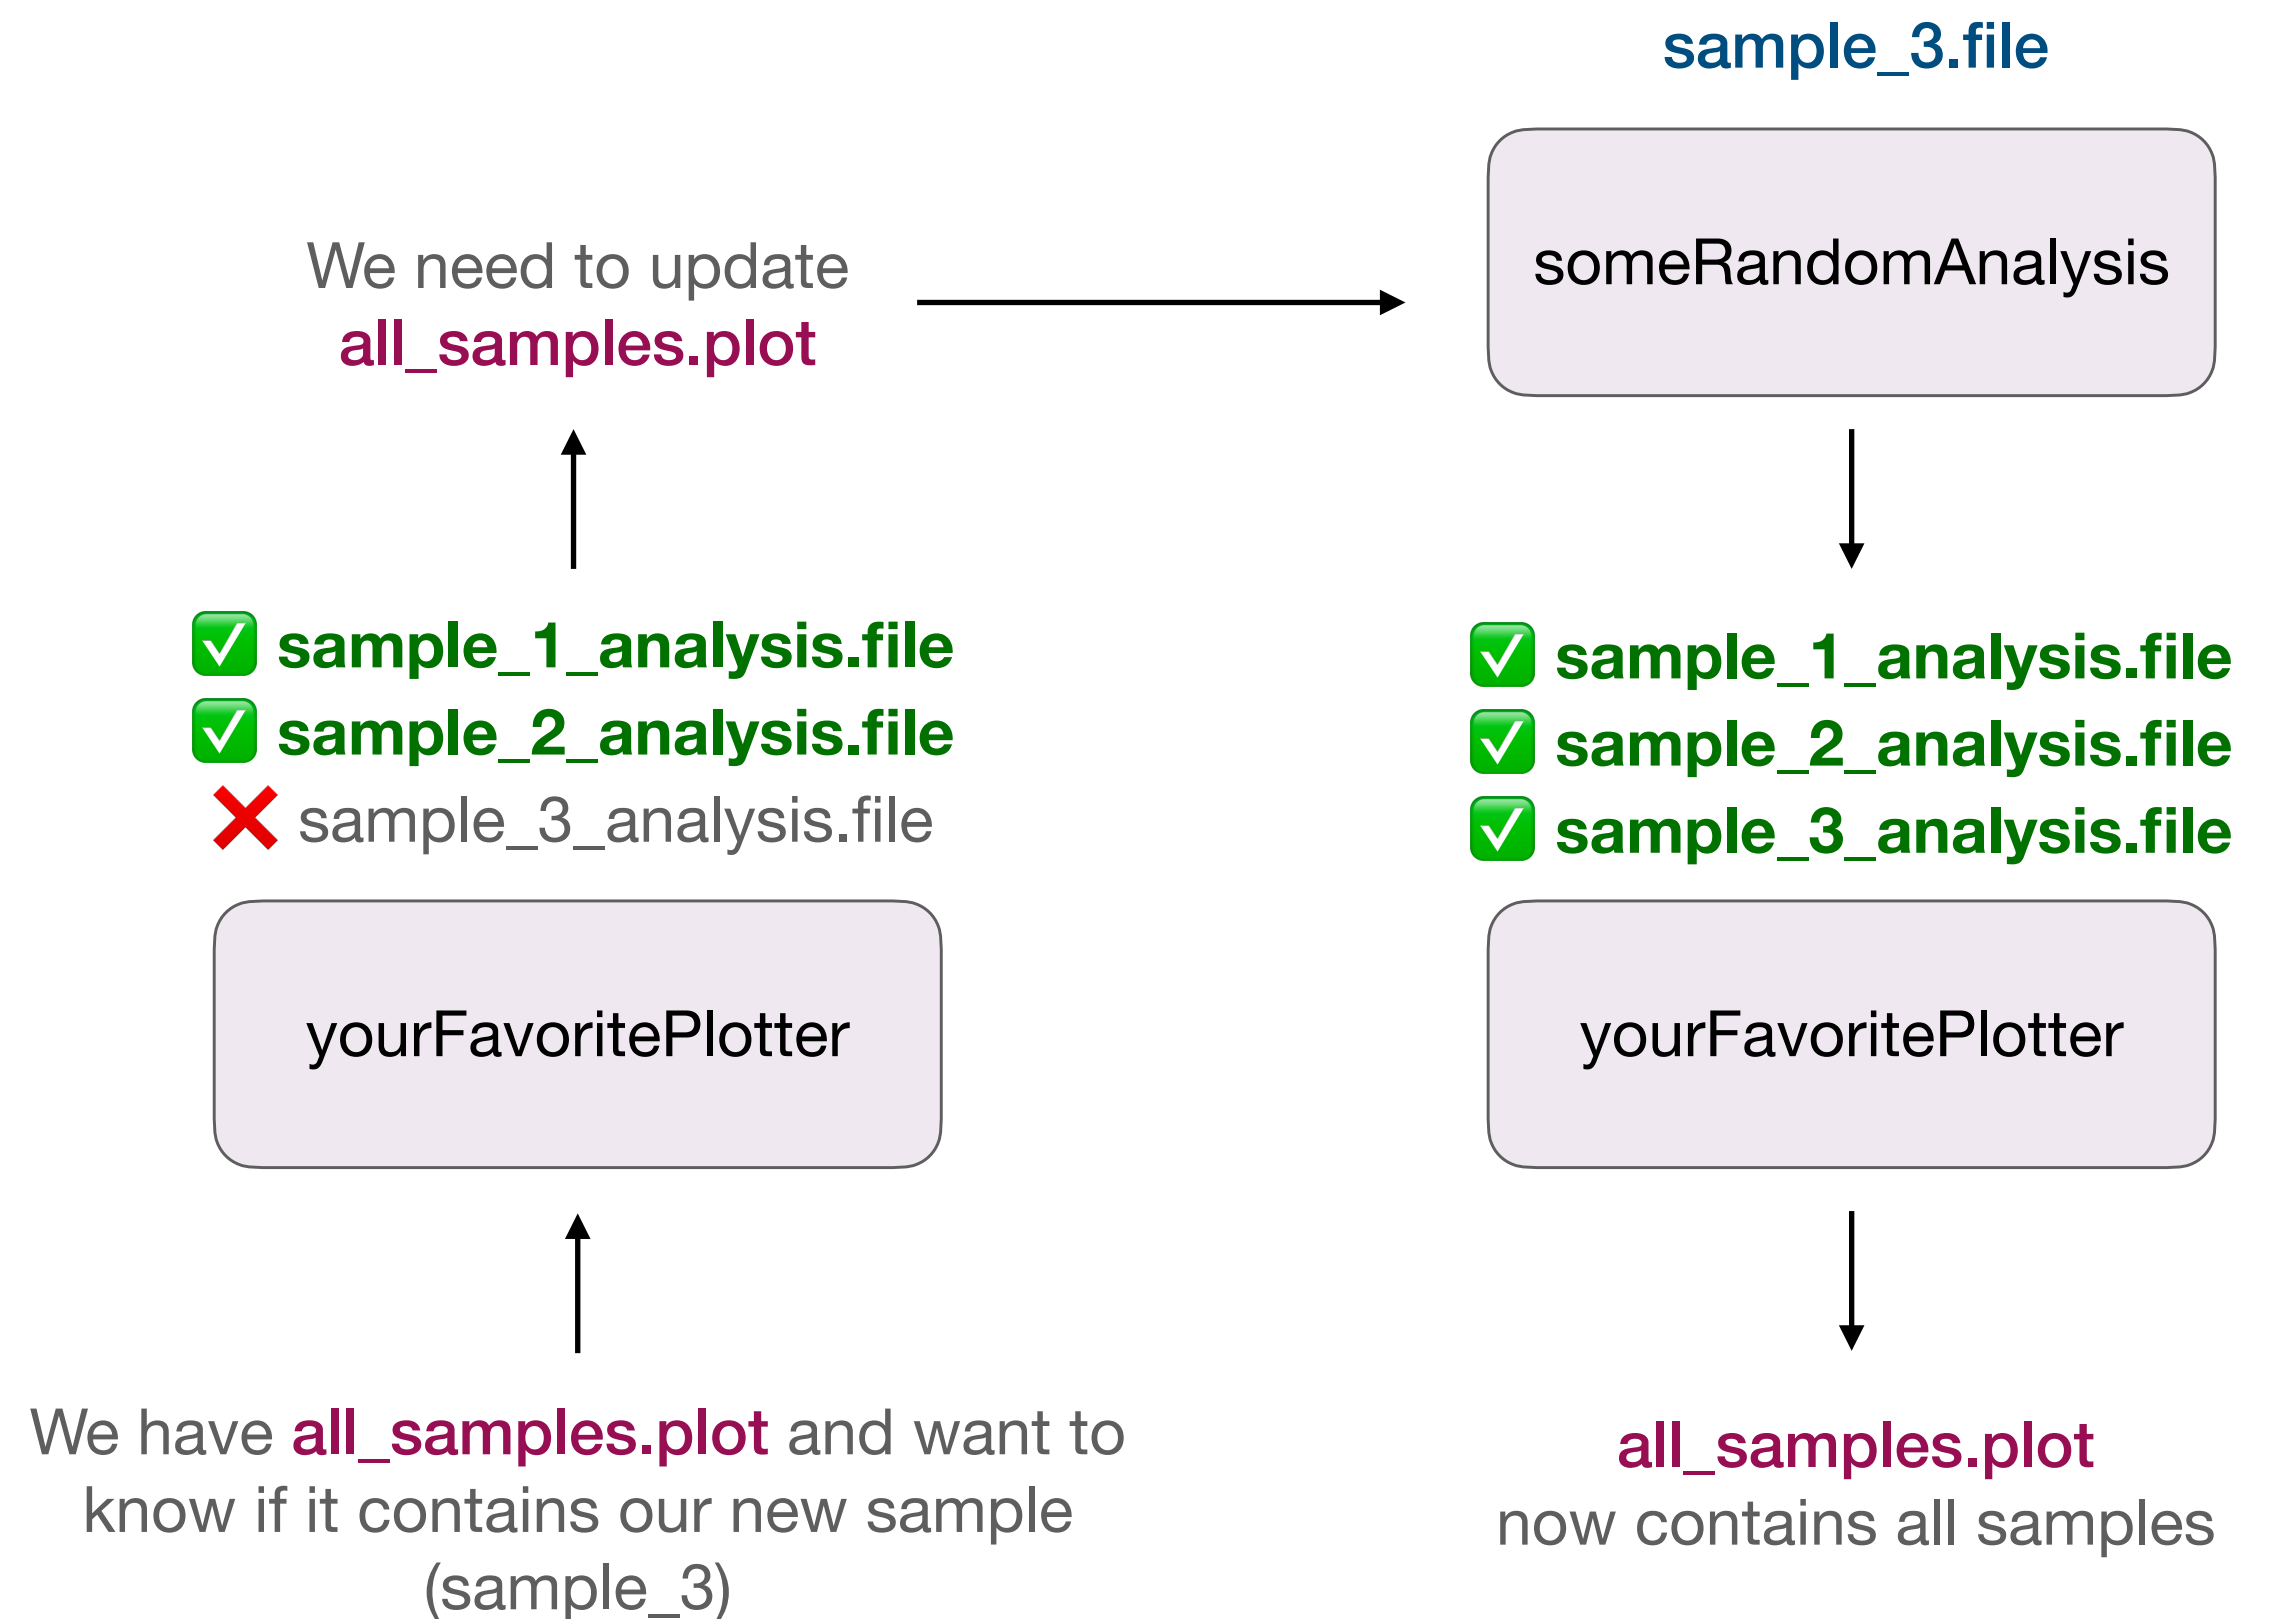 We have all_samples.plot and want to
know if it contains our new sample
(sample_3)
yourFavoritePlotter
sample_1_analysis.file
sample_2_analysis.file
sample_3_analysis.file
We need to update
all_samples.plot
sample_3.file
someRandomAnalysis
sample_1_analysis.file
sample_2_analysis.file
sample_3_analysis.file
yourFavoritePlotter
all_samples.plot
now contains all samples